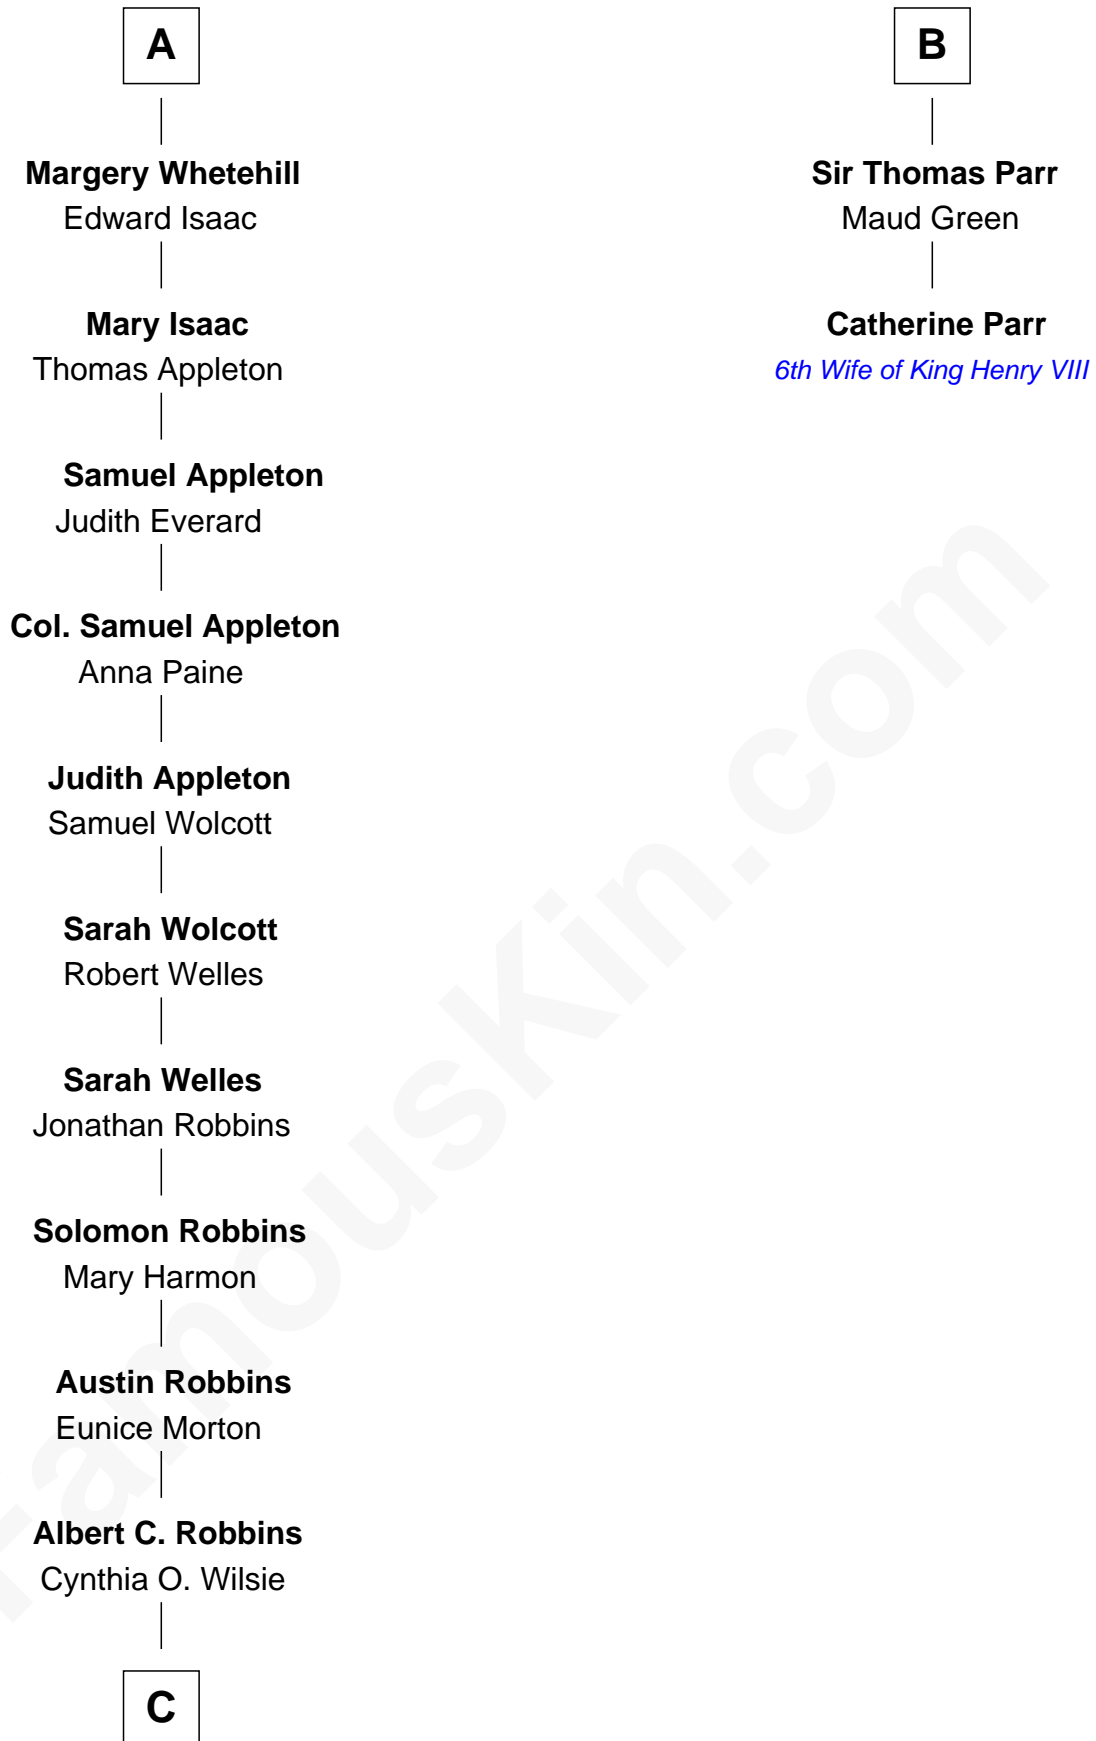 A
Margery Whetehill
Edward Isaac
Mary Isaac
Thomas Appleton
Samuel Appleton
Judith Everard
Col. Samuel Appleton
Anna Paine
Judith Appleton
Samuel Wolcott
Sarah Wolcott
Robert Welles
Sarah Welles
Jonathan Robbins
Solomon Robbins
Mary Harmon
Austin Robbins
Eunice Morton
Albert C. Robbins
Cynthia O. Wilsie
C
B
Sir Thomas Parr
Maud Green
Catherine Parr
6th Wife of King Henry VIII
FamousKin.com